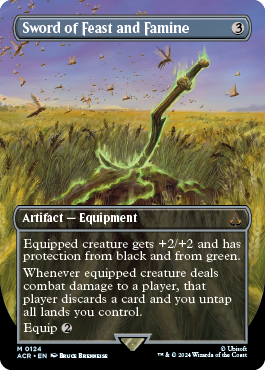 Sword of Feast and Famine 3
Artifact — Equipment
Equipped creature gets +2/+2 and has
protection from black and from green.
Whenever equipped creature deals
combat damage to a player, that
player discards a card and you untap
all lands you control.
Equip 2
M 0124
ACR • EN Bruce Brenneise
© Ubisoft
™ & © 2024 Wizards of the Coast